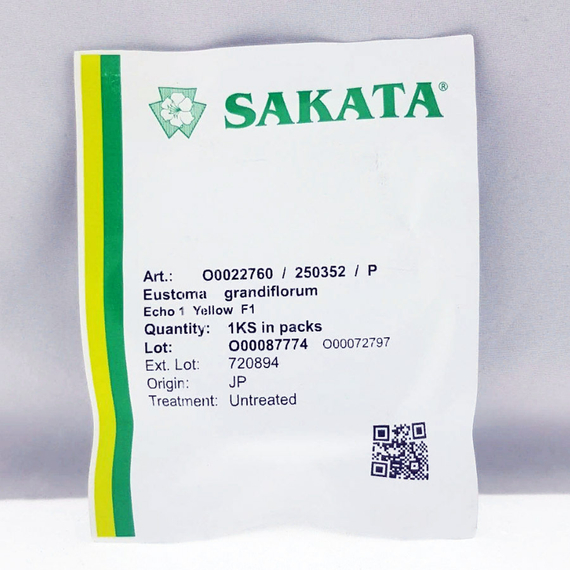 SAKATA®
Art.: O0022760 / 250352 / P
Eustoma grandiflorum
Echo 1 Yellow F1
Quantity: 1KS in packs
Lot: O00087774 O00072797
Ext. Lot: 720894
Origin: JP
Treatment: Untreated